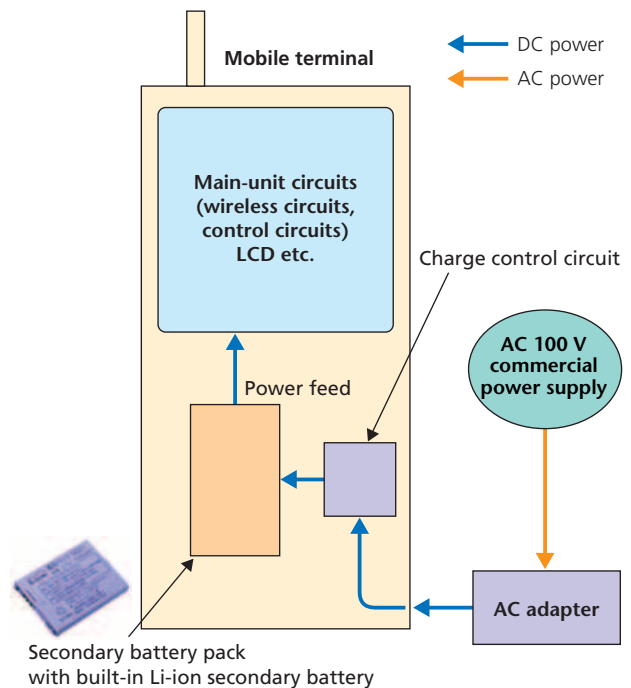 Mobile terminal
DC power
AC power
Main-unit circuits
(wireless circuits,
control circuits)
LCD etc.
Charge control circuit
AC 100 V
commercial
power supply
Power feed
AC adapter
Secondary battery pack
with built-in Li-ion secondary battery